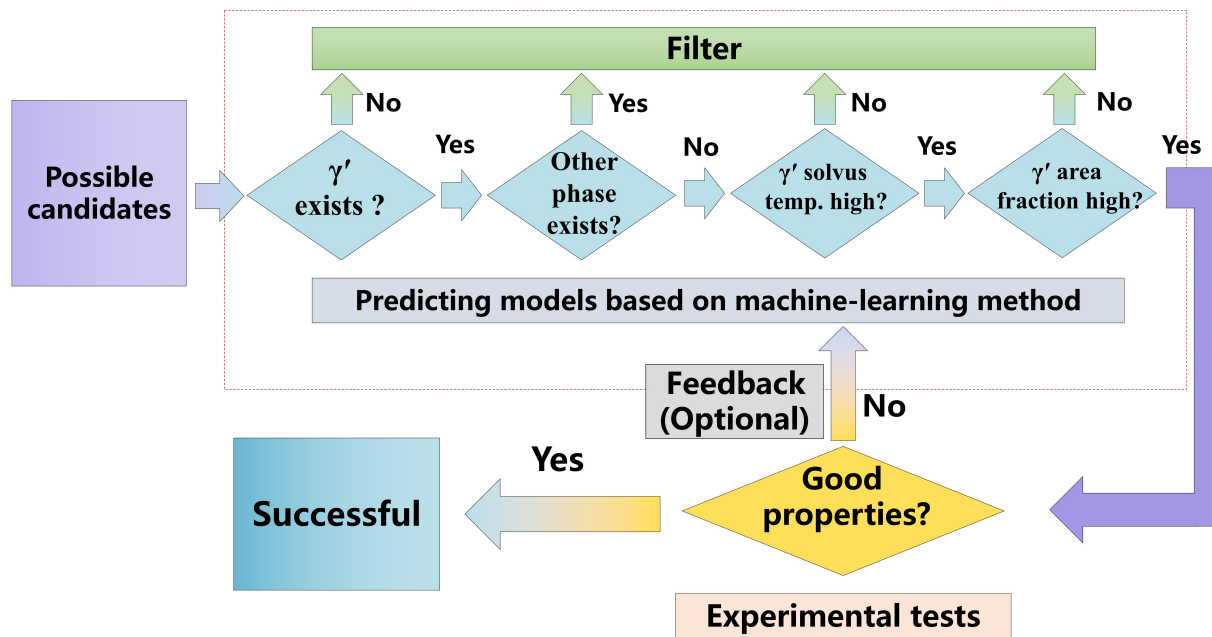 Filter
No
Yes
No
No
Possible
candidates
γ′
exists ?
Yes
Other
phase
exists?
No
γ′ solvus
temp. high?
Yes
γ′ area
fraction high?
Yes
Predicting models based on machine-learning method
Feedback
(Optional)
No
Successful
Yes
Good
properties?
Experimental tests